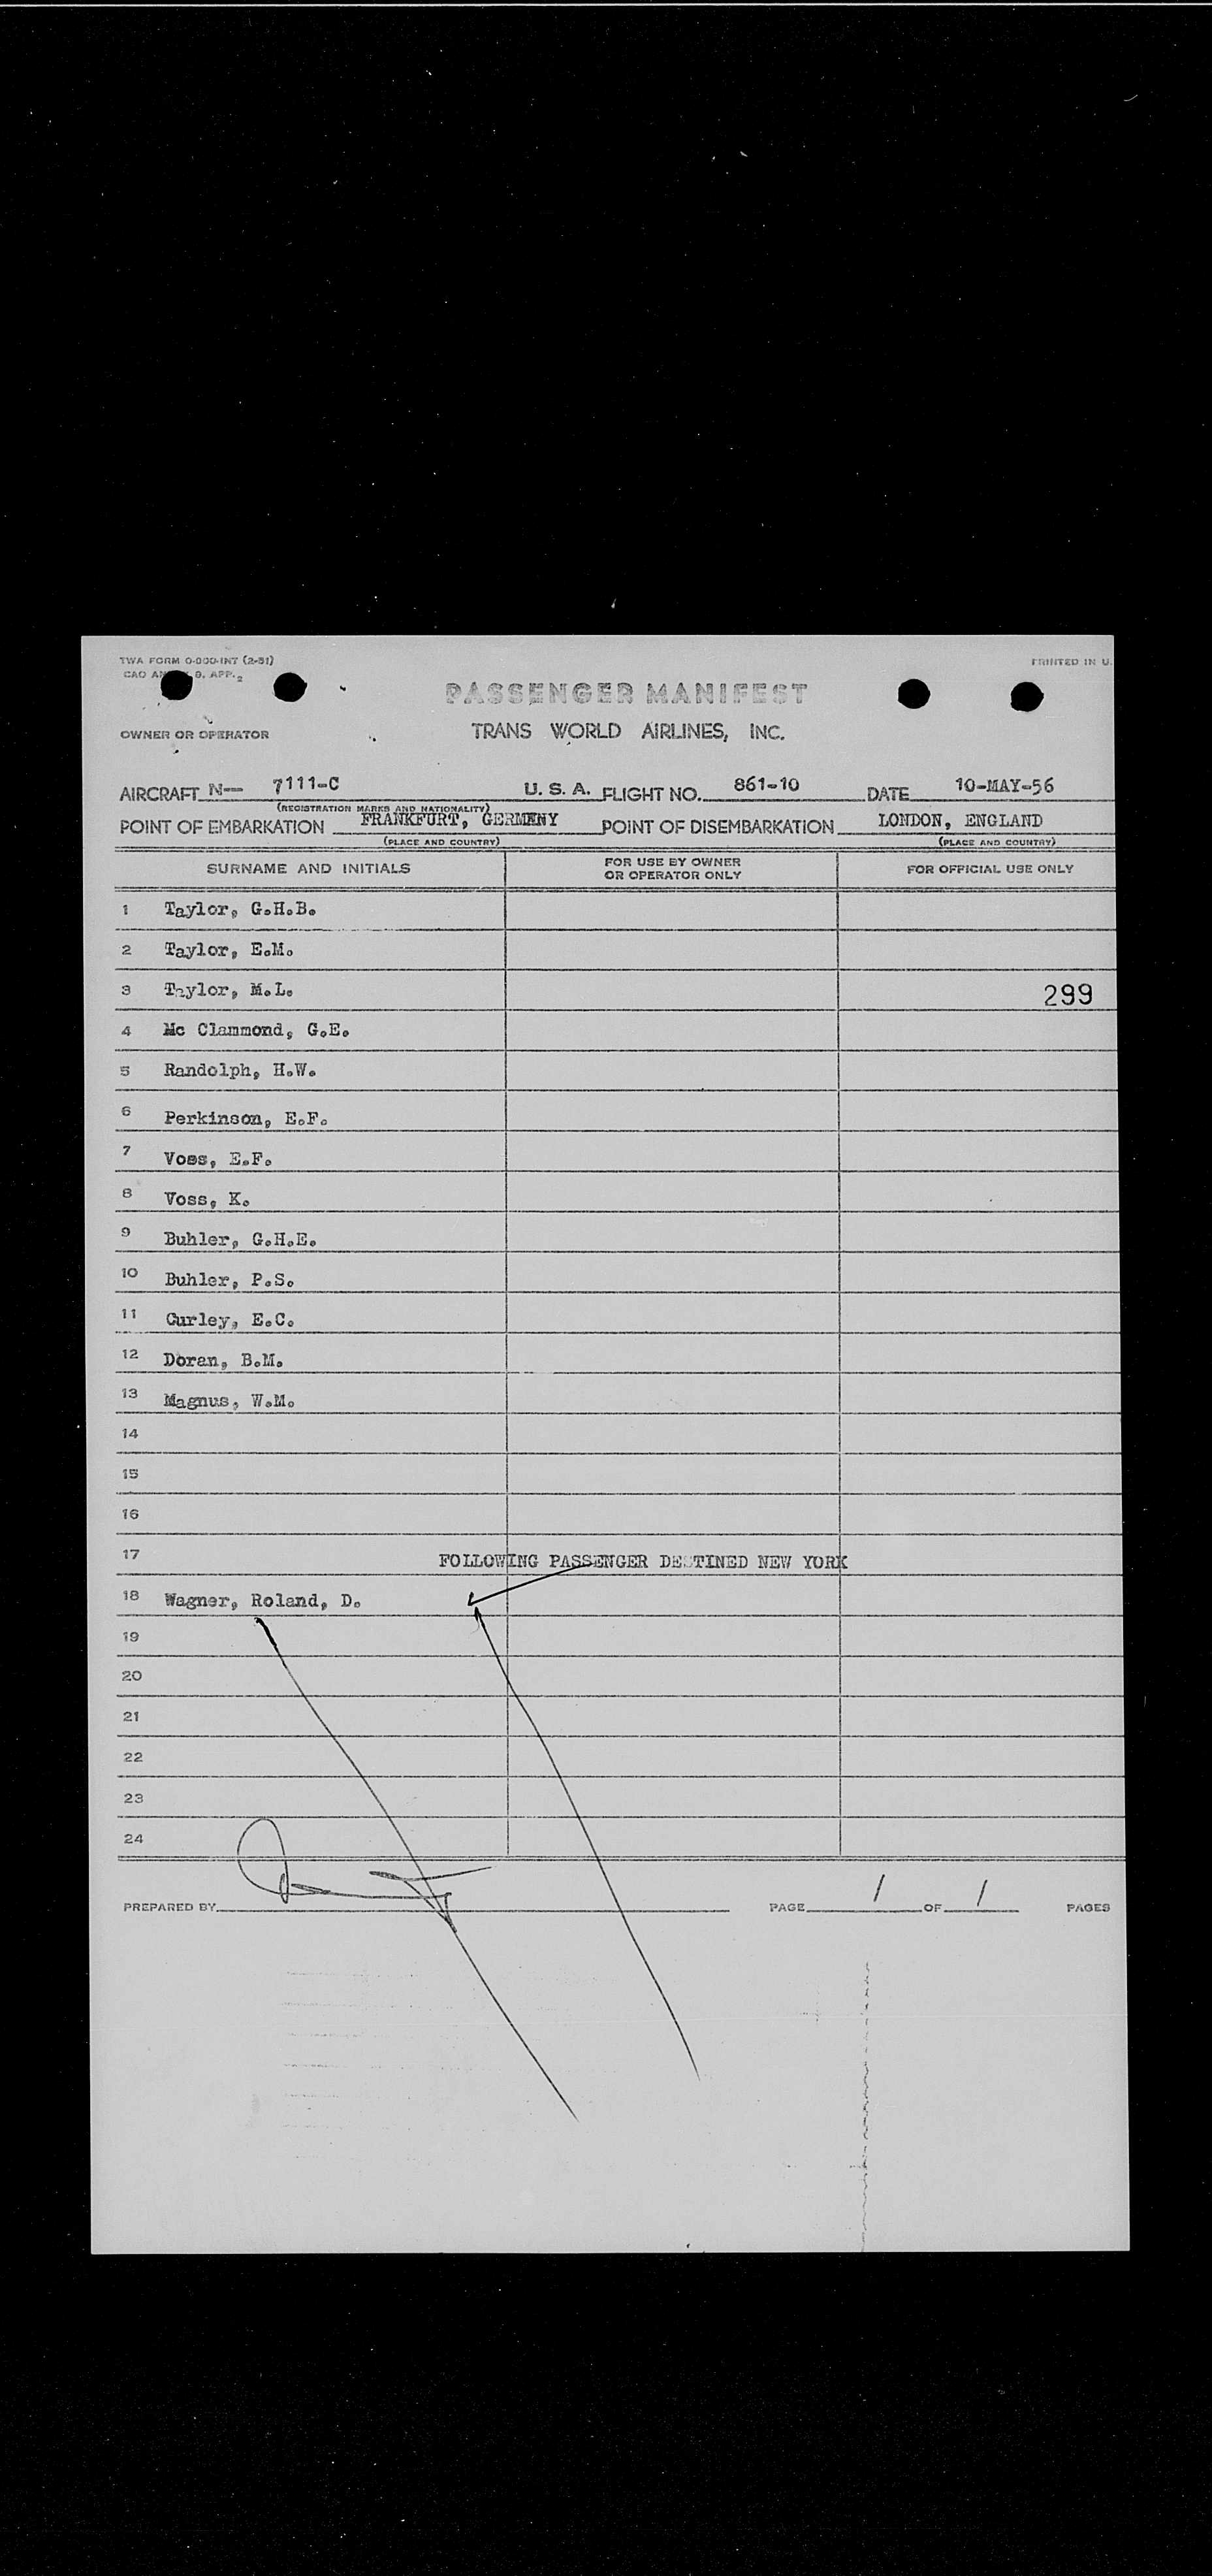 TWA FORM 0-000-INT (2-51)
PRINTED IN U.
CAO AN 9. APP. 2
PASSENGER MANIFEST
OWNER OR OPERATOR
TRANS WORLD AIRLINES, INC.
AIRCRAFT N-- 7111-C U. S. A. FLIGHT NO. 861-10 DATE 10-MAY-56
(REGISTRATION MARKS AND NATIONALITY)
POINT OF EMBARKATION FRANKFURT, GERMENY POINT OF DISEMBARKATION LONDON, ENGLAND
(PLACE AND COUNTRY) (PLACE AND COUNTRY)
SURNAME AND INITIALS FOR USE BY OWNER OR OPERATOR ONLY FOR OFFICIAL USE ONLY
1 Taylor, G.H.B.
2 Taylor, E.M.
3 Taylor, M.L. 299
4 Mc Clammond, G.E.
5 Randolph, H.W.
6 Perkinson, E.F.
7 Voss, E.F.
8 Voss, K.
9 Buhler, G.H.E.
10 Buhler, P.S.
11 Curley, E.C.
12 Doran, B.M.
13 Magnus, W.M.
14
15
16
17 FOLLOWING PASSENGER DESTINED NEW YORK
18 Wagner, Roland, D.
19
20
21
22
23
24
PREPARED BY PAGE 1 OF 1 PAGES